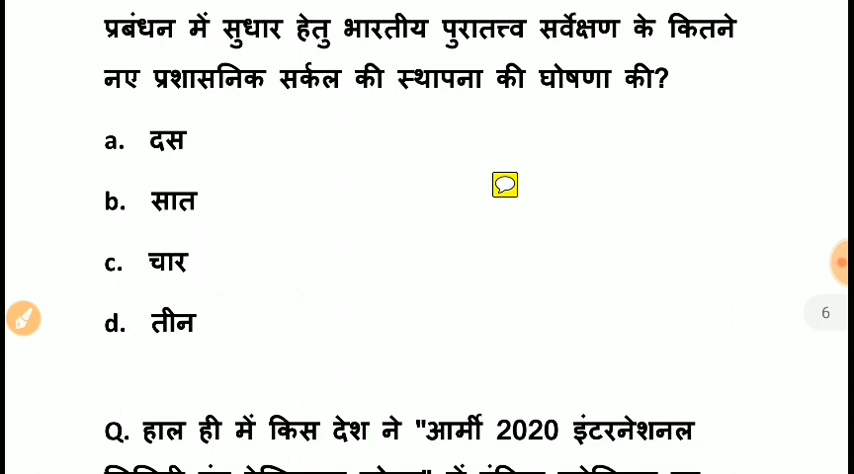 प्रबंधन में सुधार हेतु भारतीय पुरातत्त्व सर्वेक्षण के कितने
नए प्रशासनिक सर्कल की स्थापना की घोषणा की?
a. दस
b. सात
c. चार
d. तीन
6
Q. हाल ही में किस देश ने "आर्मी 2020 इंटरनेशनल